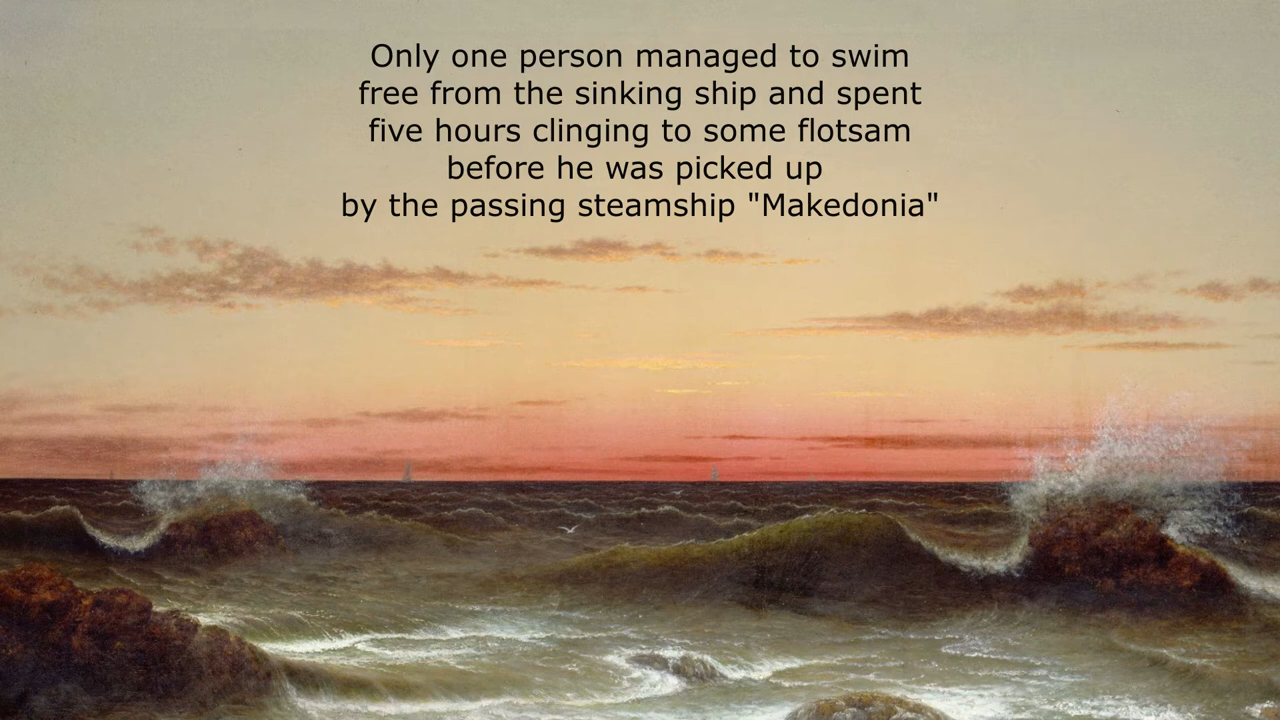 Only one person managed to swim
free from the sinking ship and spent
five hours clinging to some flotsam
before he was picked up
by the passing steamship "Makedonia"